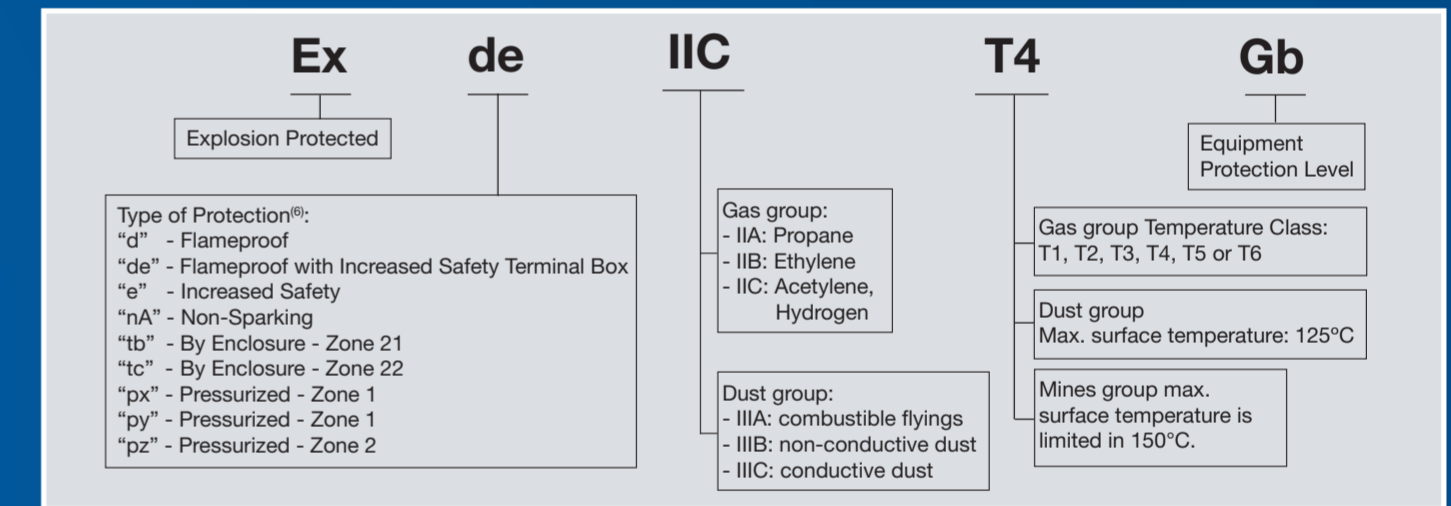 Ex de IIC T4 Gb
Explosion Protected
Equipment
Protection Level
Type of Protection(6):
“d” - Flameproof
“de” - Flameproof with Increased Safety Terminal Box
“e” - Increased Safety
“nA” - Non-Sparking
“tb” - By Enclosure - Zone 21
“tc” - By Enclosure - Zone 22
“px” - Pressurized - Zone 1
“py” - Pressurized - Zone 1
“pz” - Pressurized - Zone 2
Gas group:
- IIA: Propane
- IIB: Ethylene
- IIC: Acetylene,
Hydrogen
Dust group:
- IIIA: combustible flyings
- IIIB: non-conductive dust
- IIIC: conductive dust
Gas group Temperature Class:
T1, T2, T3, T4, T5 or T6
Dust group
Max. surface temperature: 125ºC
Mines group max.
surface temperature is
limited in 150°C.